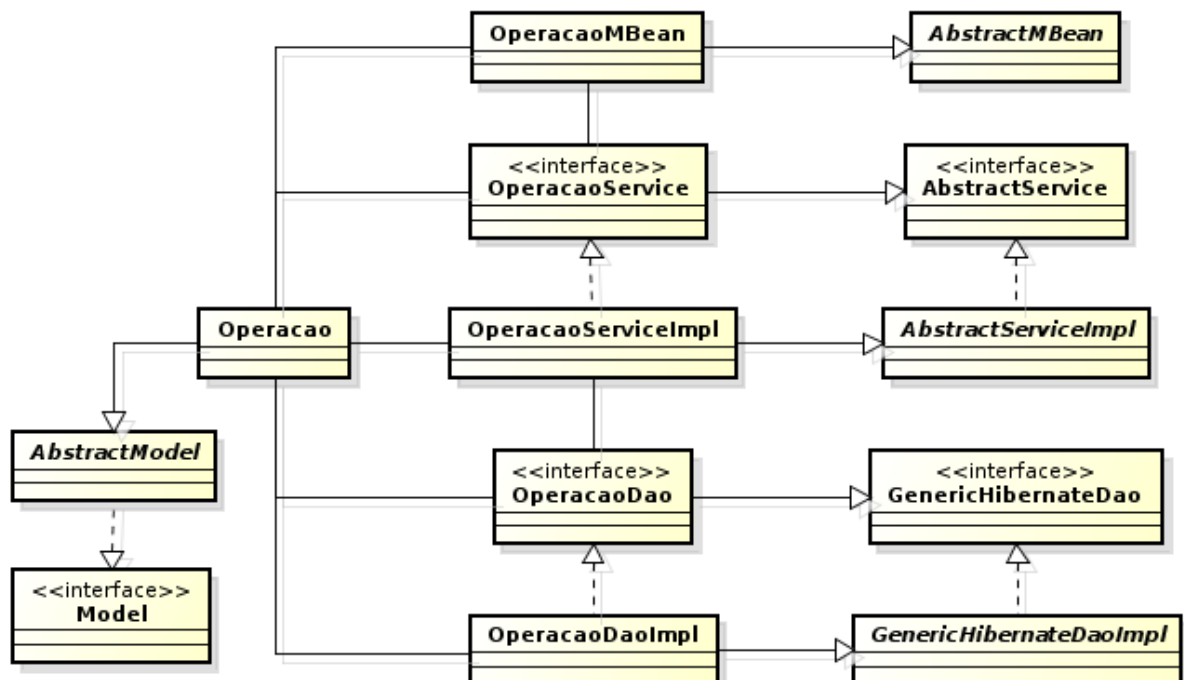 OperacaoMBean
AbstractMBean
<<interface>>
OperacaoService
<<interface>>
AbstractService
Operacao
OperacaoServiceImpl
AbstractServiceImpl
AbstractModel
<<interface>>
OperacaoDao
<<interface>>
GenericHibernateDao
<<interface>>
Model
OperacaoDaoImpl
GenericHibernateDaoImpl